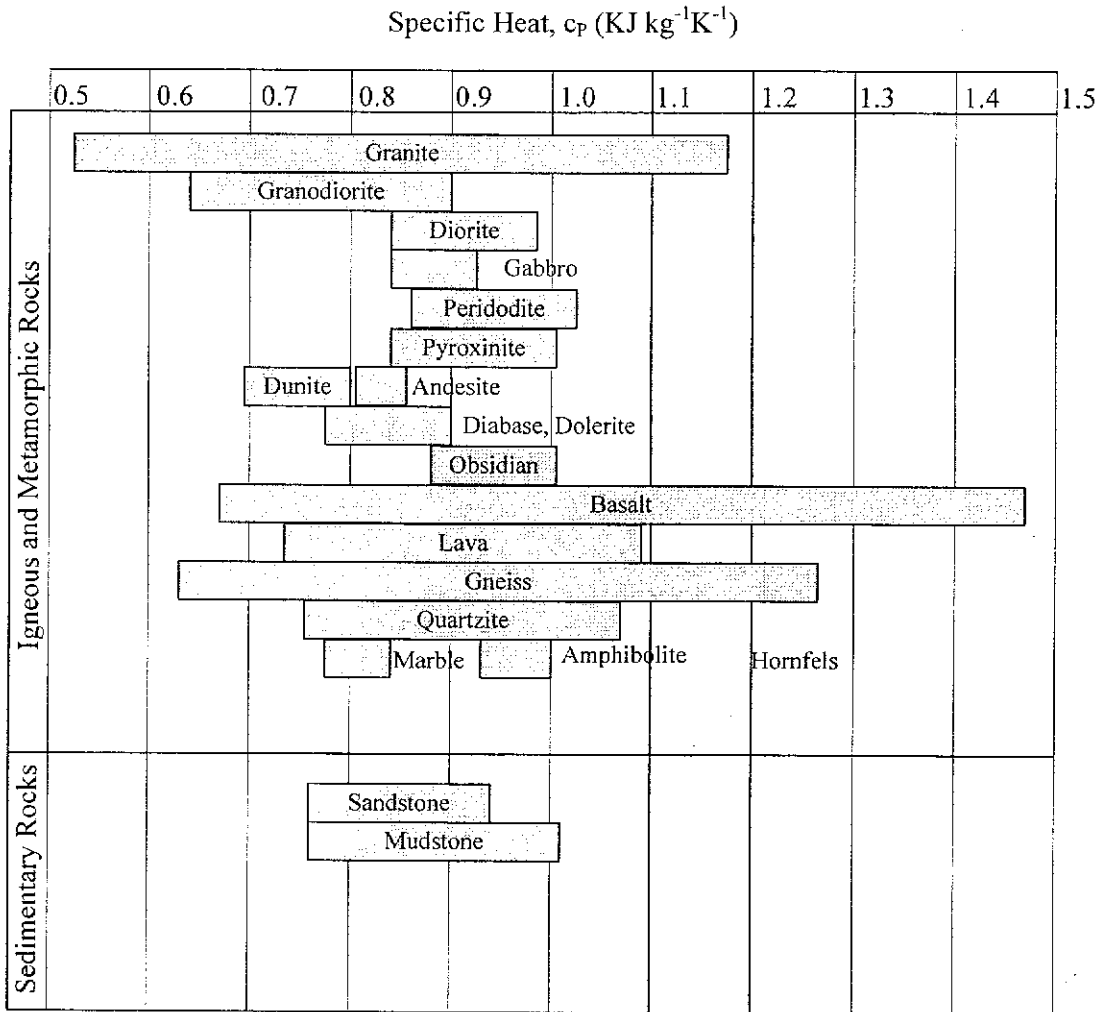 Specific Heat, cP (KJ kg-1K-1)
0.5 0.6 0.7 0.8 0.9 1.0 1.1 1.2 1.3 1.4 1.5
Igneous and Metamorphic Rocks
Granite
Granodiorite
Diorite
Gabbro
Peridodite
Pyroxinite
Dunite Andesite
Diabase, Dolerite
Obsidian
Basalt
Lava
Gneiss
Quartzite
Marble Amphibolite Hornfels
Sedimentary Rocks
Sandstone
Mudstone